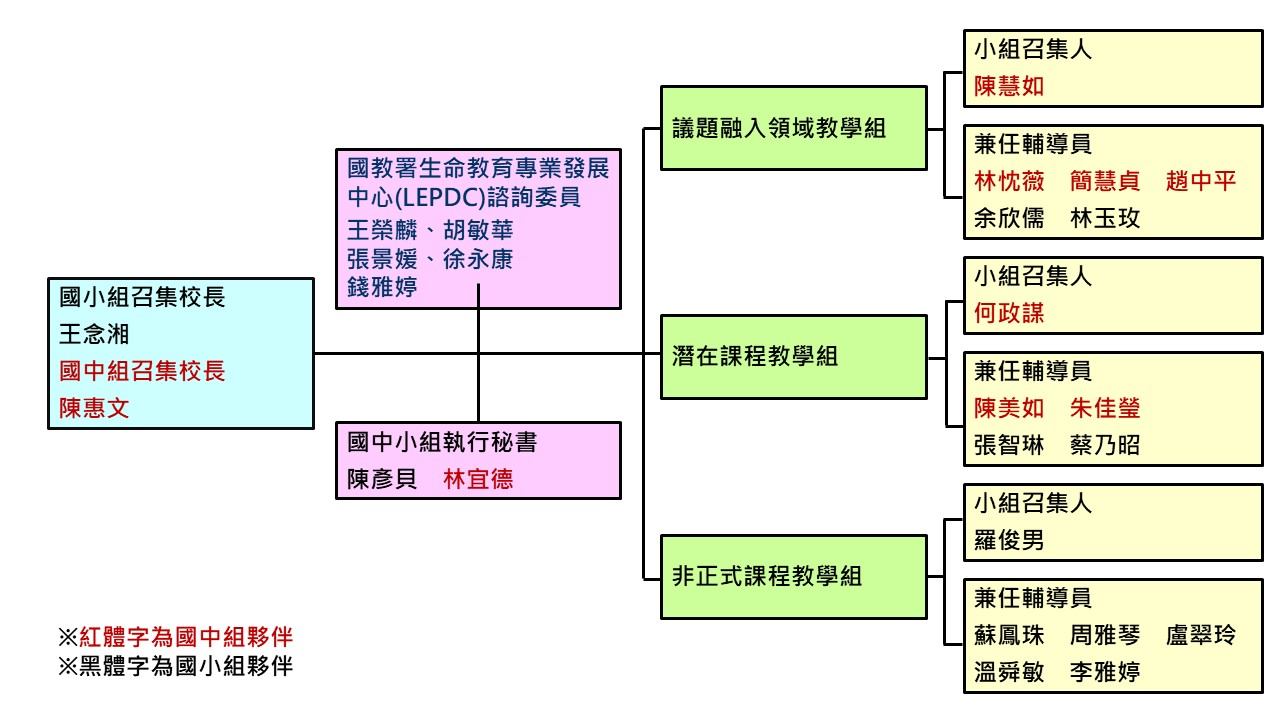 國小組召集校長
王念湘
國中組召集校長
陳惠文
國教署生命教育專業發展
中心(LEPDC)諮詢委員
王榮麟、胡敏華
張景媛、徐永康
錢雅婷
國中小組執行秘書
陳彥貝 林宜德
議題融入領域教學組
小組召集人
陳慧如
兼任輔導員
林忱薇 簡慧貞 趙中平
余欣儒 林玉玫
潛在課程教學組
小組召集人
何政謀
兼任輔導員
陳美如 朱佳瑩
張智琳 蔡乃昭
非正式課程教學組
小組召集人
羅俊男
兼任輔導員
蘇鳳珠 周雅琴 盧翠玲
溫舜敏 李雅婷
※紅體字為國中組夥伴
※黑體字為國小組夥伴